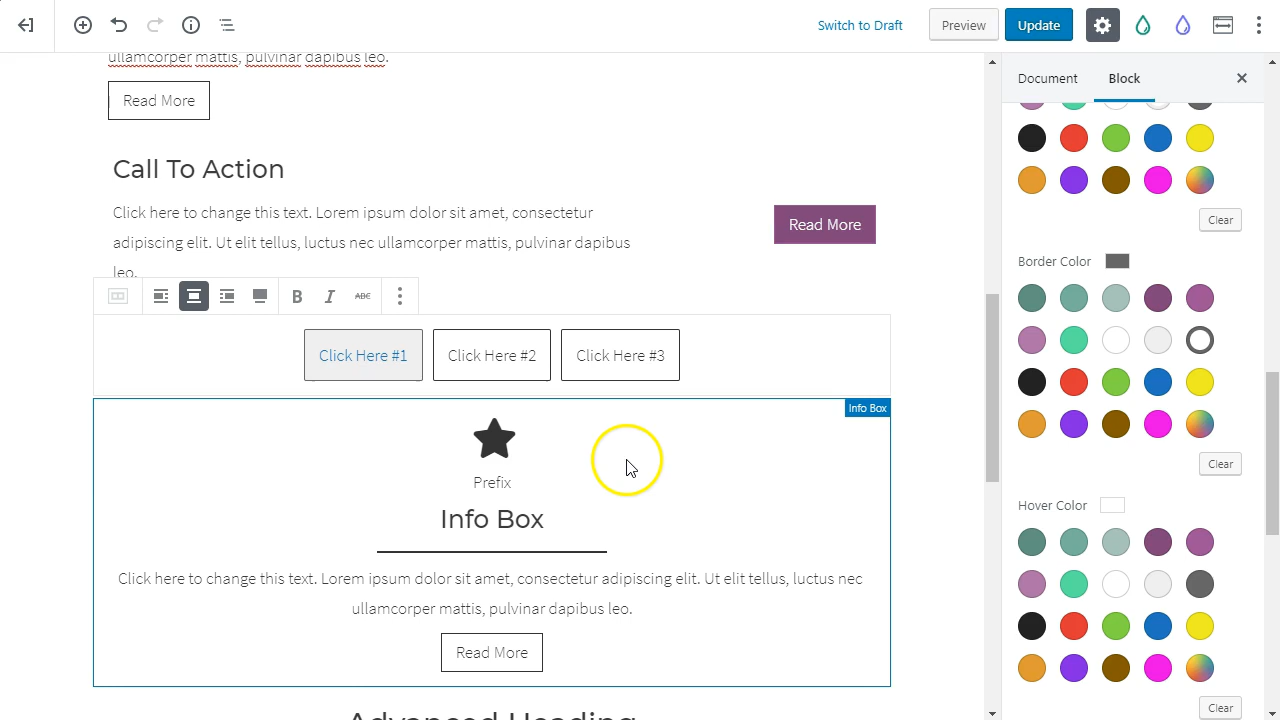 Switch to Draft
Preview
Update
ullamcorper mattis, pulvinar dapibus leo.
Read More
Call To Action
Click here to change this text. Lorem ipsum dolor sit amet, consectetur
adipiscing elit. Ut elit tellus, luctus nec ullamcorper mattis, pulvinar dapibus
leo.
Read More
B I ABC
Click Here #1
Click Here #2
Click Here #3
Info Box
Prefix
Info Box
Click here to change this text. Lorem ipsum dolor sit amet, consectetur adipiscing elit. Ut elit tellus, luctus nec
ullamcorper mattis, pulvinar dapibus leo.
Read More
Advanced Heading
Document
Block
Clear
Border Color
Clear
Hover Color
Clear